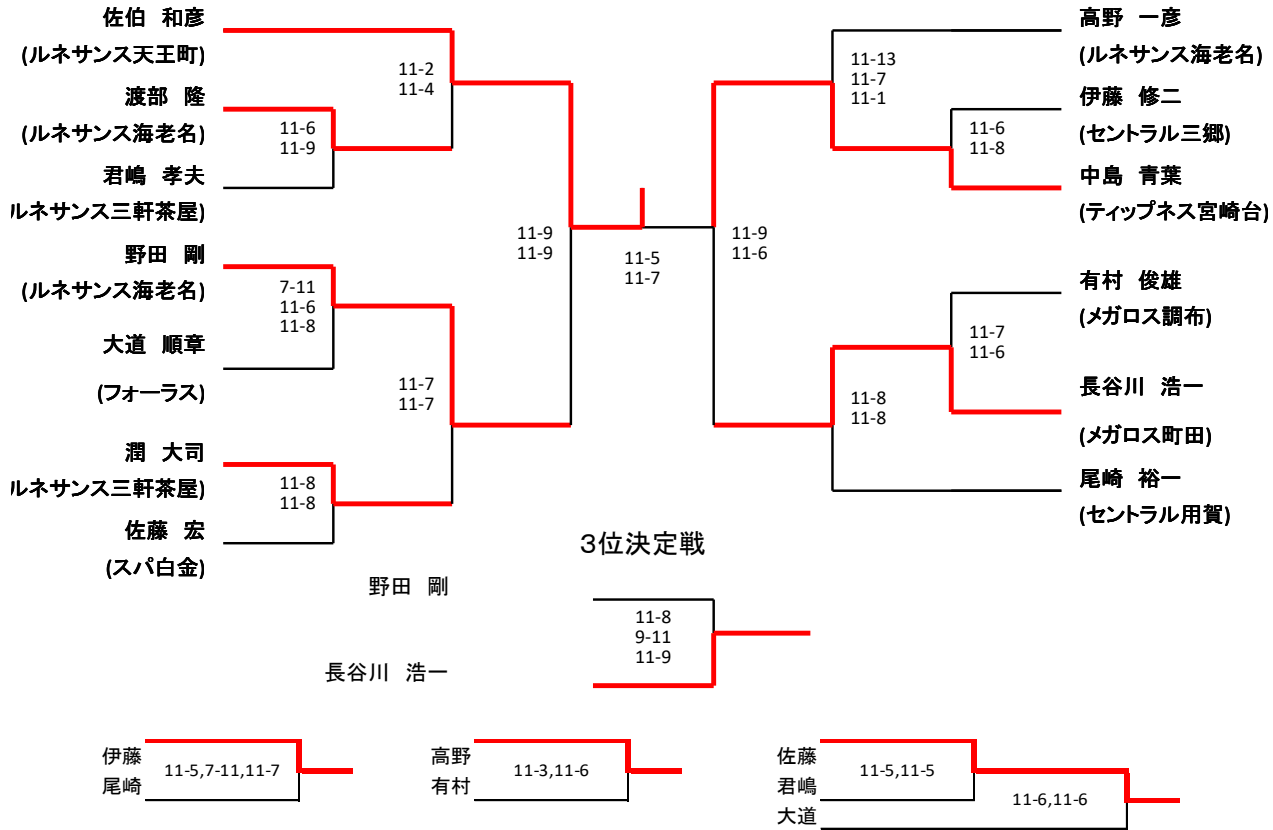 佐伯 和彦
(ルネサンス天王町)
11-2
11-4
渡部 隆
(ルネサンス海老名)
11-6
11-9
君嶋 孝夫
ルネサンス三軒茶屋)
野田 剛
(ルネサンス海老名)
7-11
11-6
11-8
大道 順章
(フォーラス)
11-7
11-7
潤 大司
ルネサンス三軒茶屋)
11-8
11-8
佐藤 宏
(スパ白金)
11-9
11-9
11-5
11-7
11-9
11-6
高野 一彦
(ルネサンス海老名)
11-13
11-7
11-1
伊藤 修二
(セントラル三郷)
11-6
11-8
中島 青葉
(ティップネス宮崎台)
有村 俊雄
(メガロス調布)
11-7
11-6
長谷川 浩一
(メガロス町田)
11-8
11-8
尾崎 裕一
(セントラル用賀)
3位決定戦
野田 剛
11-8
9-11
11-9
長谷川 浩一
伊藤
尾崎
11-5,7-11,11-7
高野
有村
11-3,11-6
佐藤
君嶋
大道
11-5,11-5
11-6,11-6